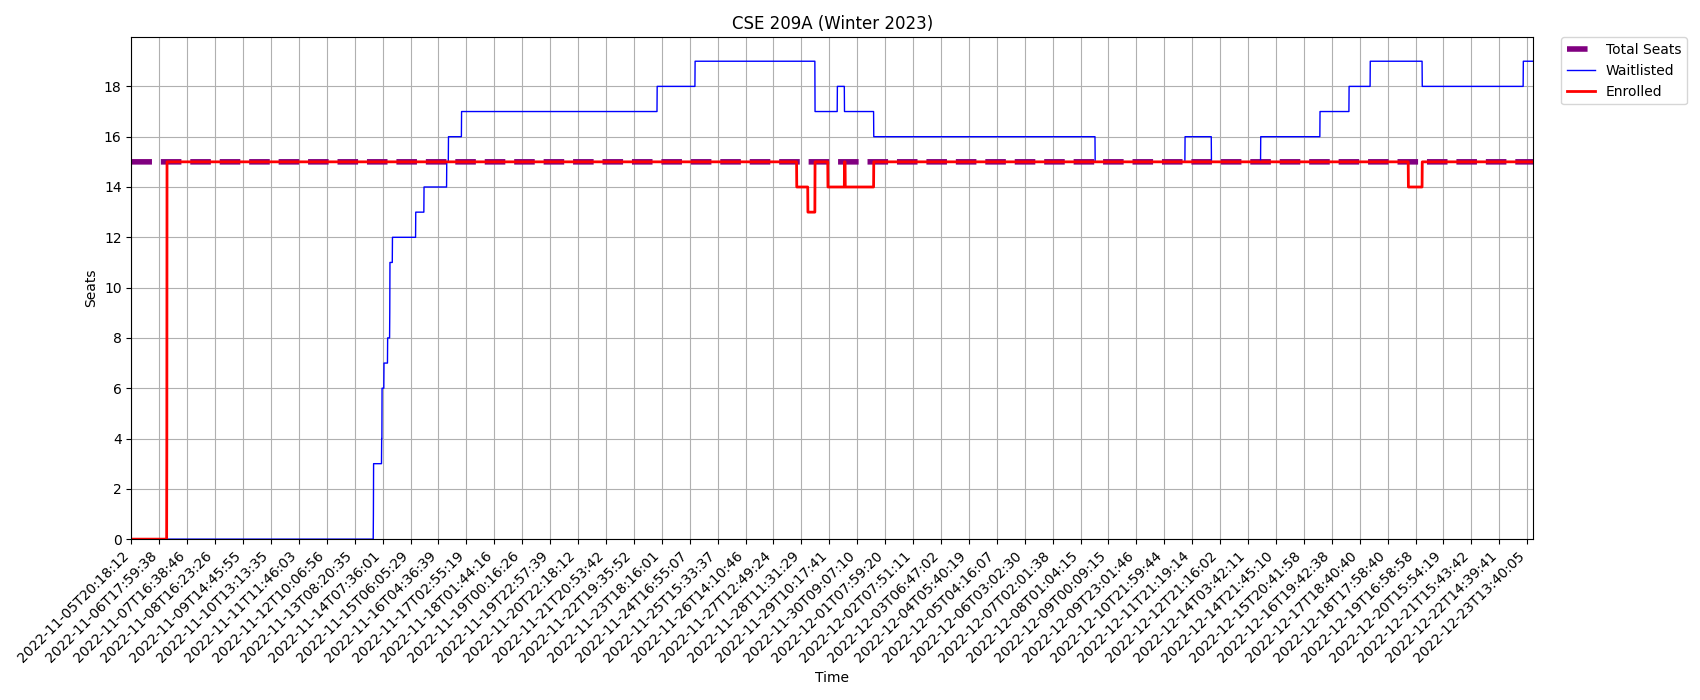 CSE 209A (Winter 2023)
Total Seats
Waitlisted
Enrolled
Seats
18
16
14
12
10
8
6
4
2
0
2022-11-05T20:18:12
2022-11-06T17:59:38
2022-11-07T16:38:46
2022-11-08T16:23:26
2022-11-09T14:45:55
2022-11-10T13:13:35
2022-11-11T11:46:03
2022-11-12T10:06:56
2022-11-13T08:20:35
2022-11-14T07:36:01
2022-11-15T06:05:29
2022-11-16T04:36:39
2022-11-17T02:55:19
2022-11-18T01:44:16
2022-11-19T00:16:26
2022-11-19T22:57:39
2022-11-20T22:18:12
2022-11-21T20:53:42
2022-11-22T19:35:52
2022-11-23T18:16:01
2022-11-24T16:55:07
2022-11-25T15:33:37
2022-11-26T14:10:46
2022-11-27T12:49:24
2022-11-28T11:31:29
2022-11-29T10:17:41
2022-11-30T03:07:10
2022-12-01T07:59:20
2022-12-02T07:51:11
2022-12-03T06:47:02
2022-12-04T05:40:19
2022-12-05T04:16:07
2022-12-06T03:02:30
2022-12-07T02:01:38
2022-12-08T01:04:15
2022-12-09T00:09:15
2022-12-09T23:01:46
2022-12-10T21:59:44
2022-12-11T21:19:14
2022-12-12T21:16:02
2022-12-14T03:42:11
2022-12-14T21:45:10
2022-12-15T20:41:58
2022-12-16T19:42:38
2022-12-17T18:40:40
2022-12-18T17:58:40
2022-12-19T16:58:58
2022-12-20T15:54:19
2022-12-21T15:43:42
2022-12-22T14:39:41
2022-12-23T13:40:05
Time